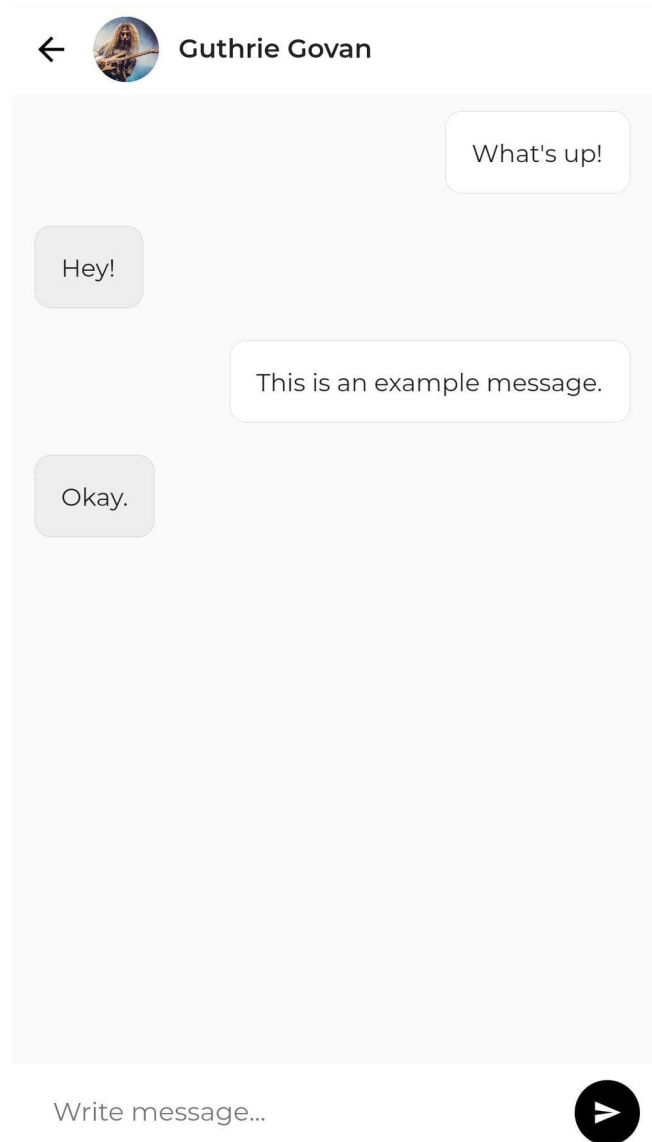 Guthrie Govan
What's up!
Hey!
This is an example message.
Okay.
Write message...